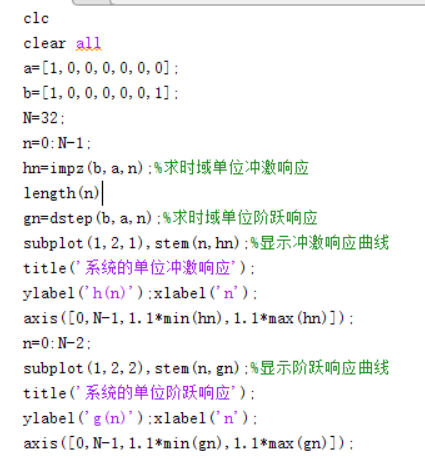 clc
clear all
a=[1,0,0,0,0,0,0];
b=[1,0,0,0,0,0,1];
N=32;
n=0:N-1;
hn=impz(b,a,n);%求时域单位冲激响应
length(n)
gn=dstep(b,a,n);%求时域单位阶跃响应
subplot(1,2,1),stem(n,hn);%显示冲激响应曲线
title('系统的单位冲激响应');
ylabel('h(n)');xlabel('n');
axis([0,N-1,1.1*min(hn),1.1*max(hn)]);
n=0:N-2;
subplot(1,2,2),stem(n,gn);%显示阶跃响应曲线
title('系统的单位阶跃响应');
ylabel('g(n)');xlabel('n');
axis([0,N-1,1.1*min(gn),1.1*max(gn)]);